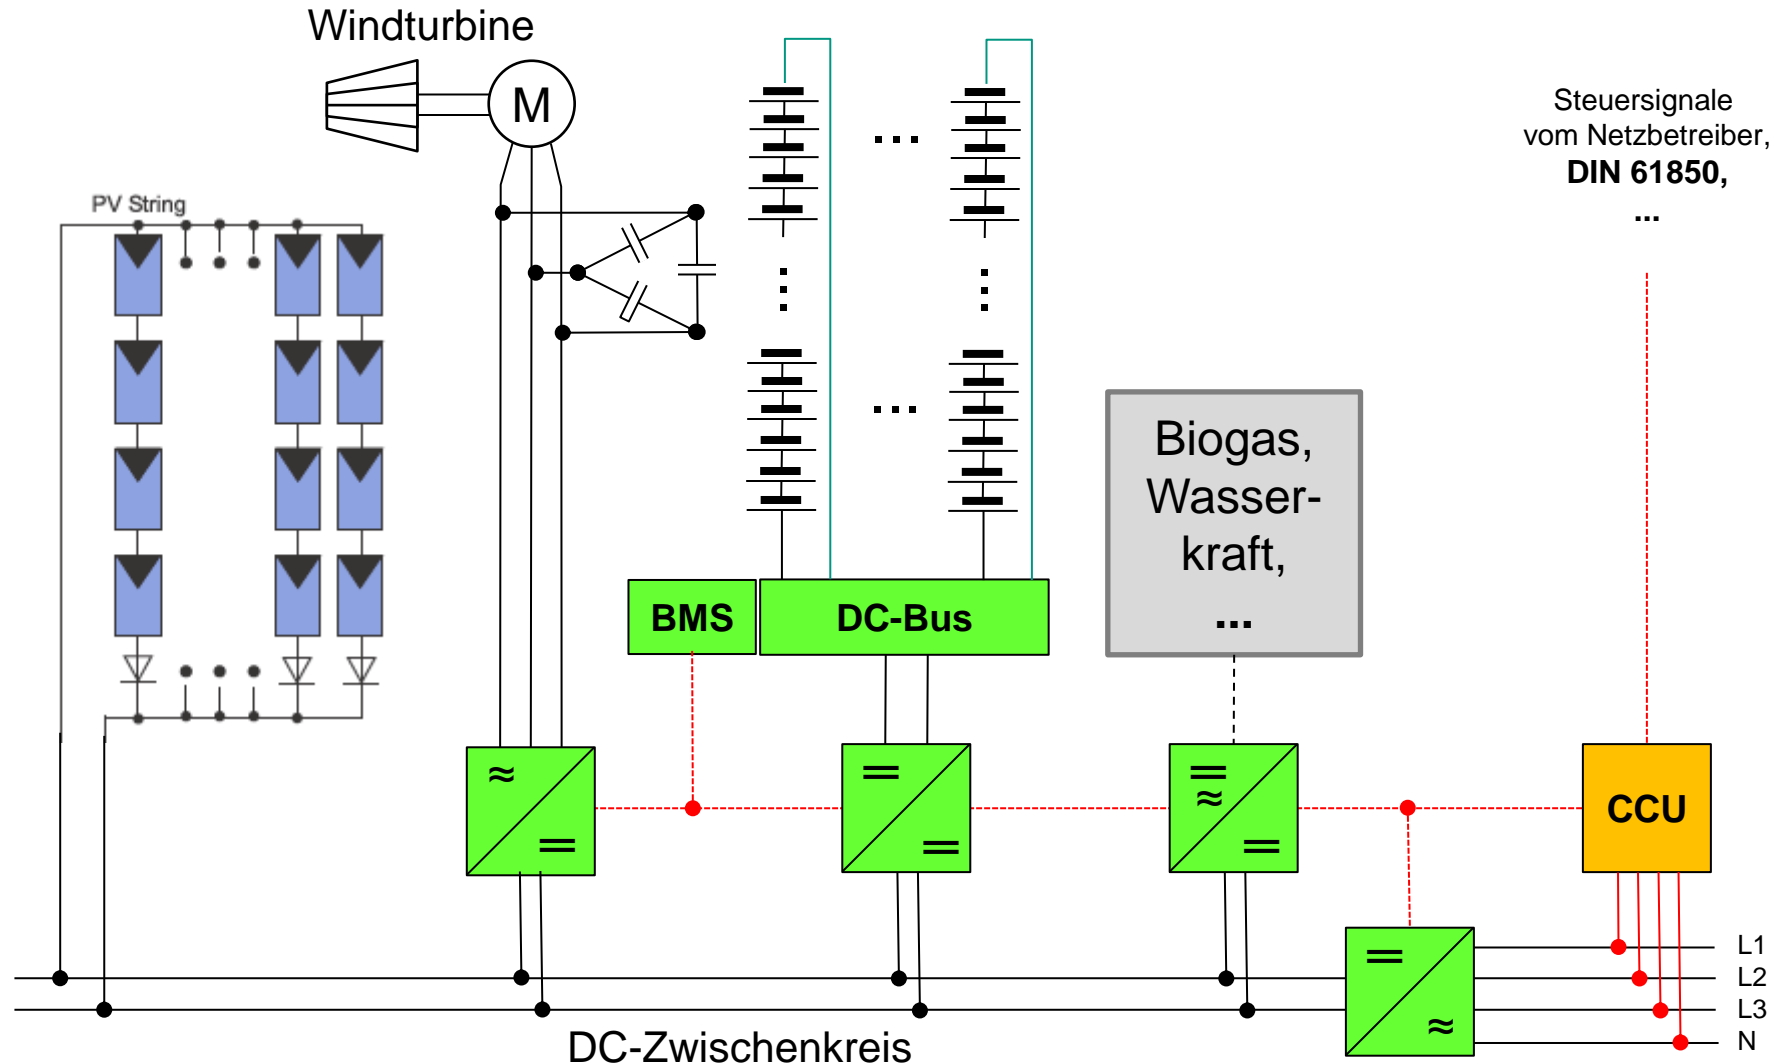 Windturbine
M
Steuersignale
vom Netzbetreiber,
DIN 61850,
...
PV String
...
...
Biogas,
Wasser-
kraft,
...
BMS
DC-Bus
CCU
L1
L2
L3
N
DC-Zwischenkreis